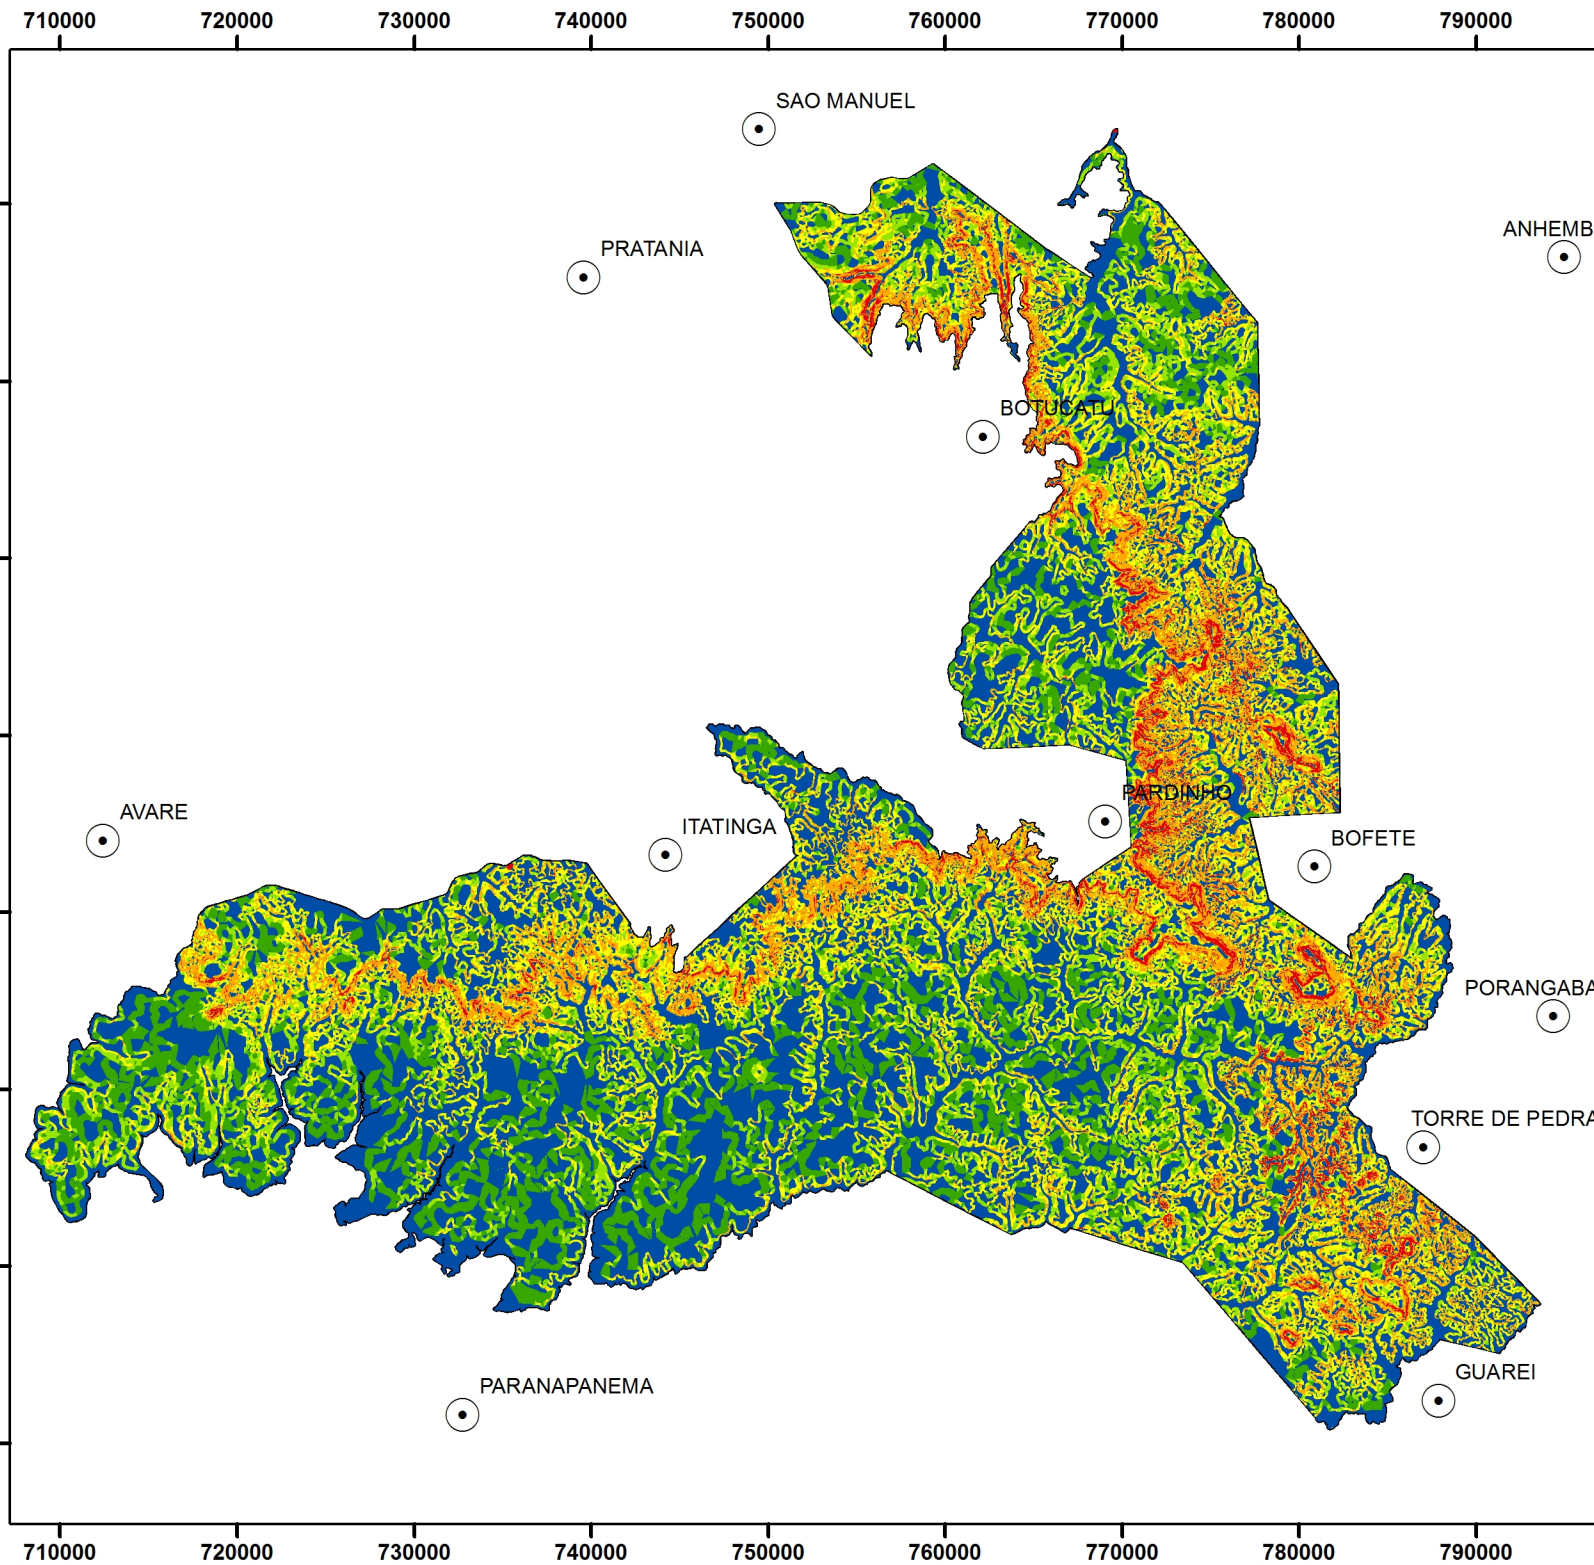 710000 720000 730000 740000 750000 760000 770000 780000 790000
SAO MANUEL
ANHEMB
PRATANIA
BOTUCATU
PARDINHO
AVARE
ITATINGA
BOFETE
PORANGABA
TORRE DE PEDRA
GUAREI
PARANAPANEMA
710000 720000 730000 740000 750000 760000 770000 780000 790000